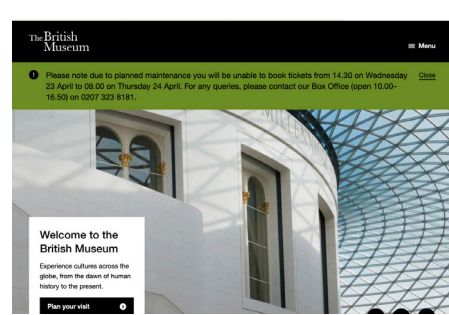 The British
Museum
Menu
Please note due to planned maintenance you will be unable to book tickets from 14.30 on Wednesday
Close
23 April to 09.00 on Thursday 24 April. For any queries, please contact our Box Office (open 10.00–
16.50) on 0207 323 8181.
Welcome to the
British Museum
Experience cultures across the
globe, from the dawn of human
history to the present.
Plan your visit